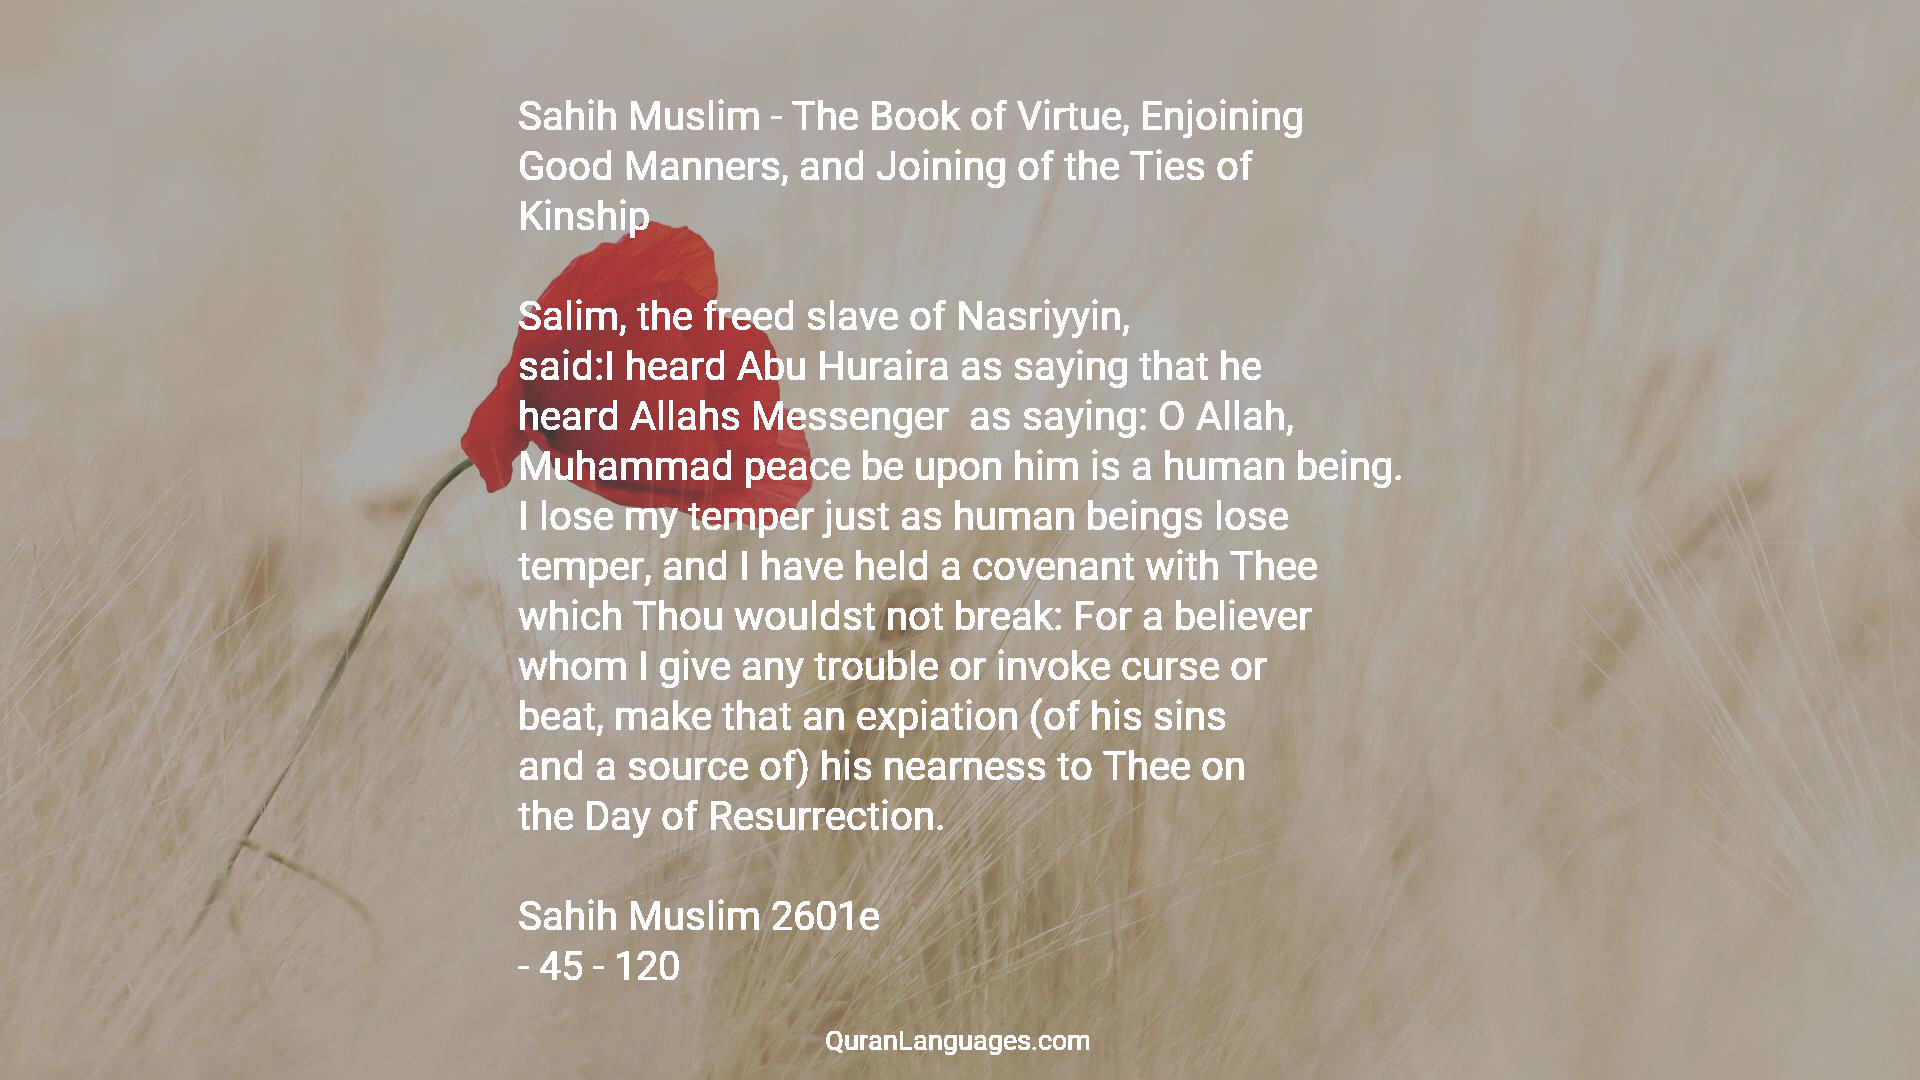 Sahih Muslim - The Book of Virtue, Enjoining
Good Manners, and Joining of the Ties of
Kinship
Salim, the freed slave of Nasriyyin,
said:I heard Abu Huraira as saying that he
heard Allahs Messenger  as saying: O Allah,
Muhammad peace be upon him is a human being.
I lose my temper just as human beings lose
temper, and I have held a covenant with Thee
which Thou wouldst not break: For a believer
whom I give any trouble or invoke curse or
beat, make that an expiation (of his sins
and a source of) his nearness to Thee on
the Day of Resurrection.
Sahih Muslim 2601e
- 45 - 120
QuranLanguages.com